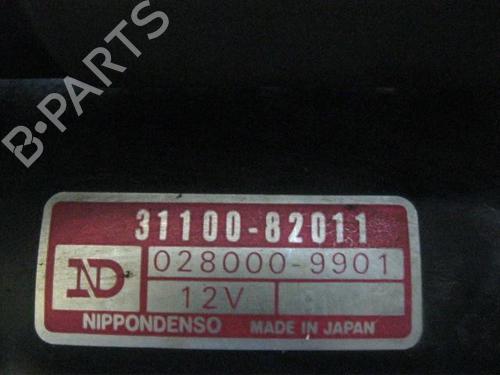 B-PARTS
31100-82011
ND 028000-9901
12V
NIPPONDENSO MADE IN JAPAN